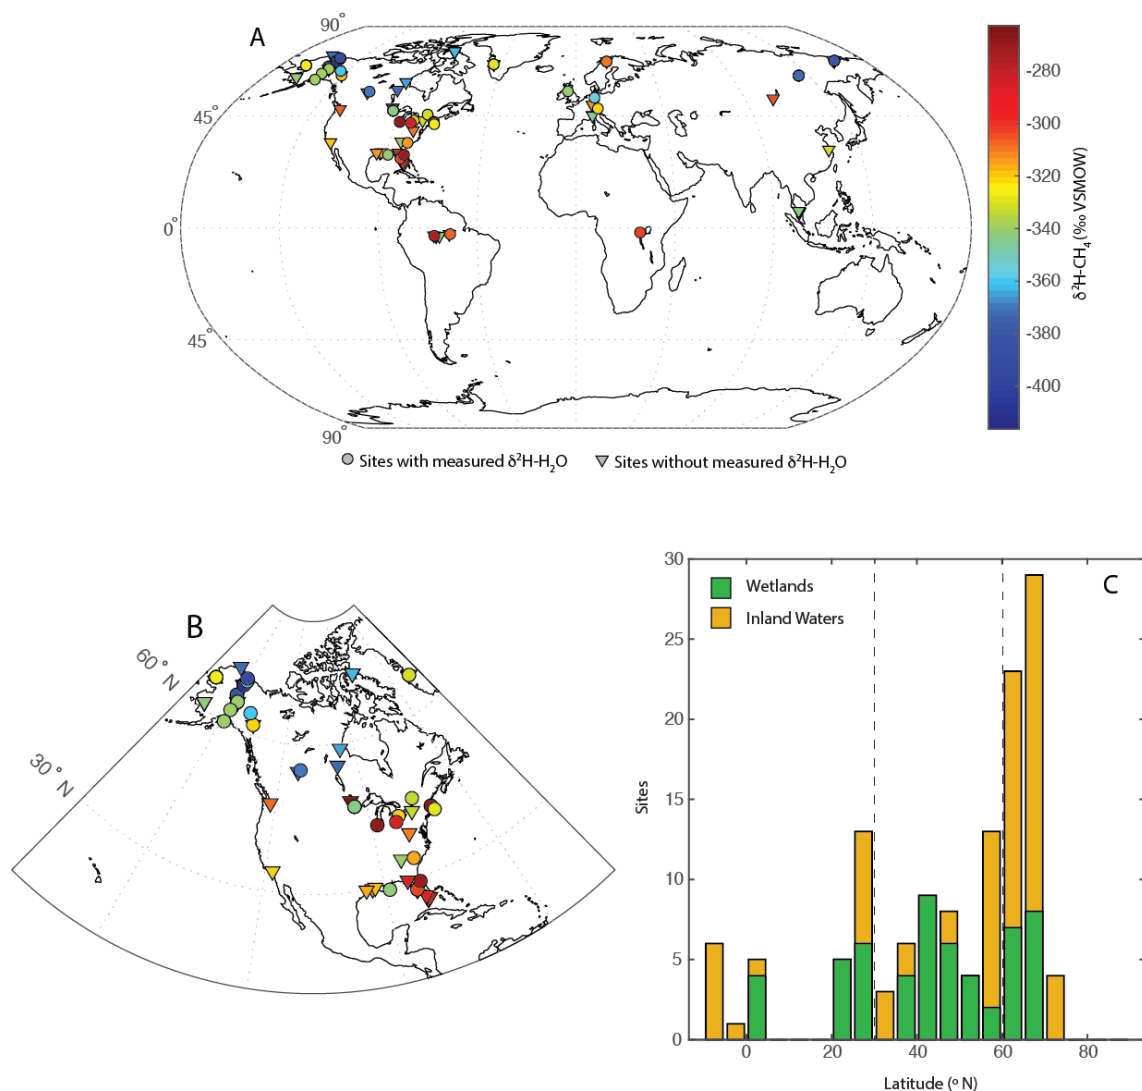 A
90°
45°
0°
45°
90°
-280
-300
-320
-340
-360
-380
-400
δ²H-CH₄ (‰ VSMOW)
Sites with measured δ²H-H₂O
Sites without measured δ²H-H₂O
B
60° N
30° N
C
Wetlands
Inland Waters
30
25
20
15
10
5
0
Sites
0 20 40 60 80
Latitude (° N)